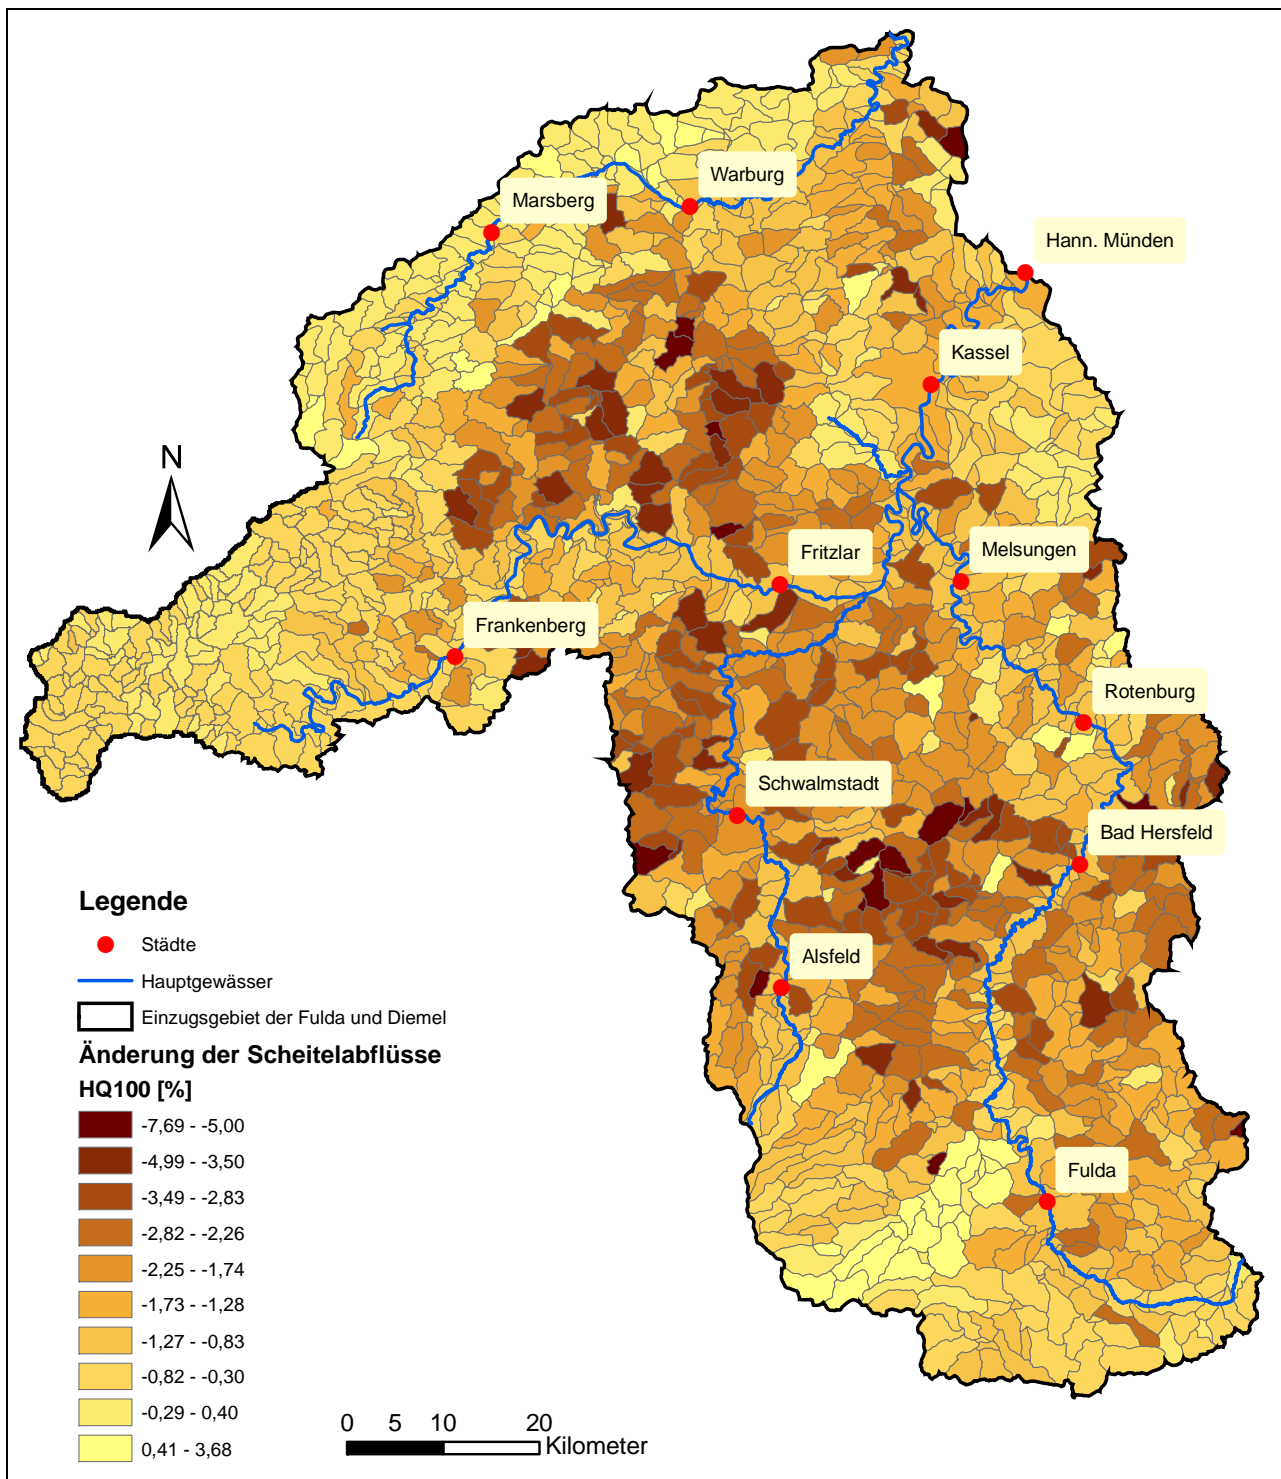 Warburg
Marsberg
Hann. Münden
Kassel
N
Fritzlar
Melsungen
Frankenberg
Rotenburg
Schwalmstadt
Bad Hersfeld
Alsfeld
Fulda
Legende
Städte
Hauptgewässer
Einzugsgebiet der Fulda und Diemel
Änderung der Scheitelabflüsse
HQ100 [%]
-7,69 - -5,00
-4,99 - -3,50
-3,49 - -2,83
-2,82 - -2,26
-2,25 - -1,74
-1,73 - -1,28
-1,27 - -0,83
-0,82 - -0,30
-0,29 - 0,40
0,41 - 3,68
0 5 10 20
Kilometer